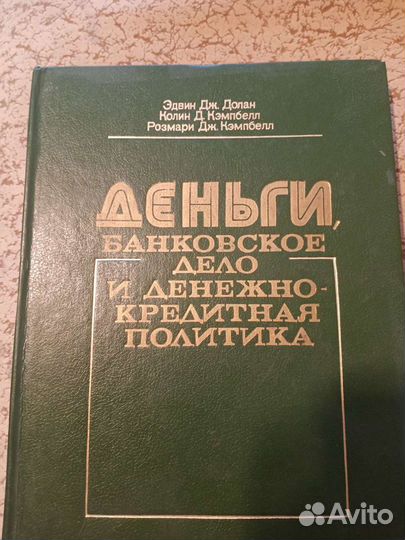 Эдвин Дж. Долан
Колин Д. Кэмпбелл
Розмари Дж. Кэмпбелл
ДЕНЬГИ,
БАНКОВСКОЕ
ДЕЛО
И ДЕНЕЖНО-
КРЕДИТНАЯ
ПОЛИТИКА
Avito